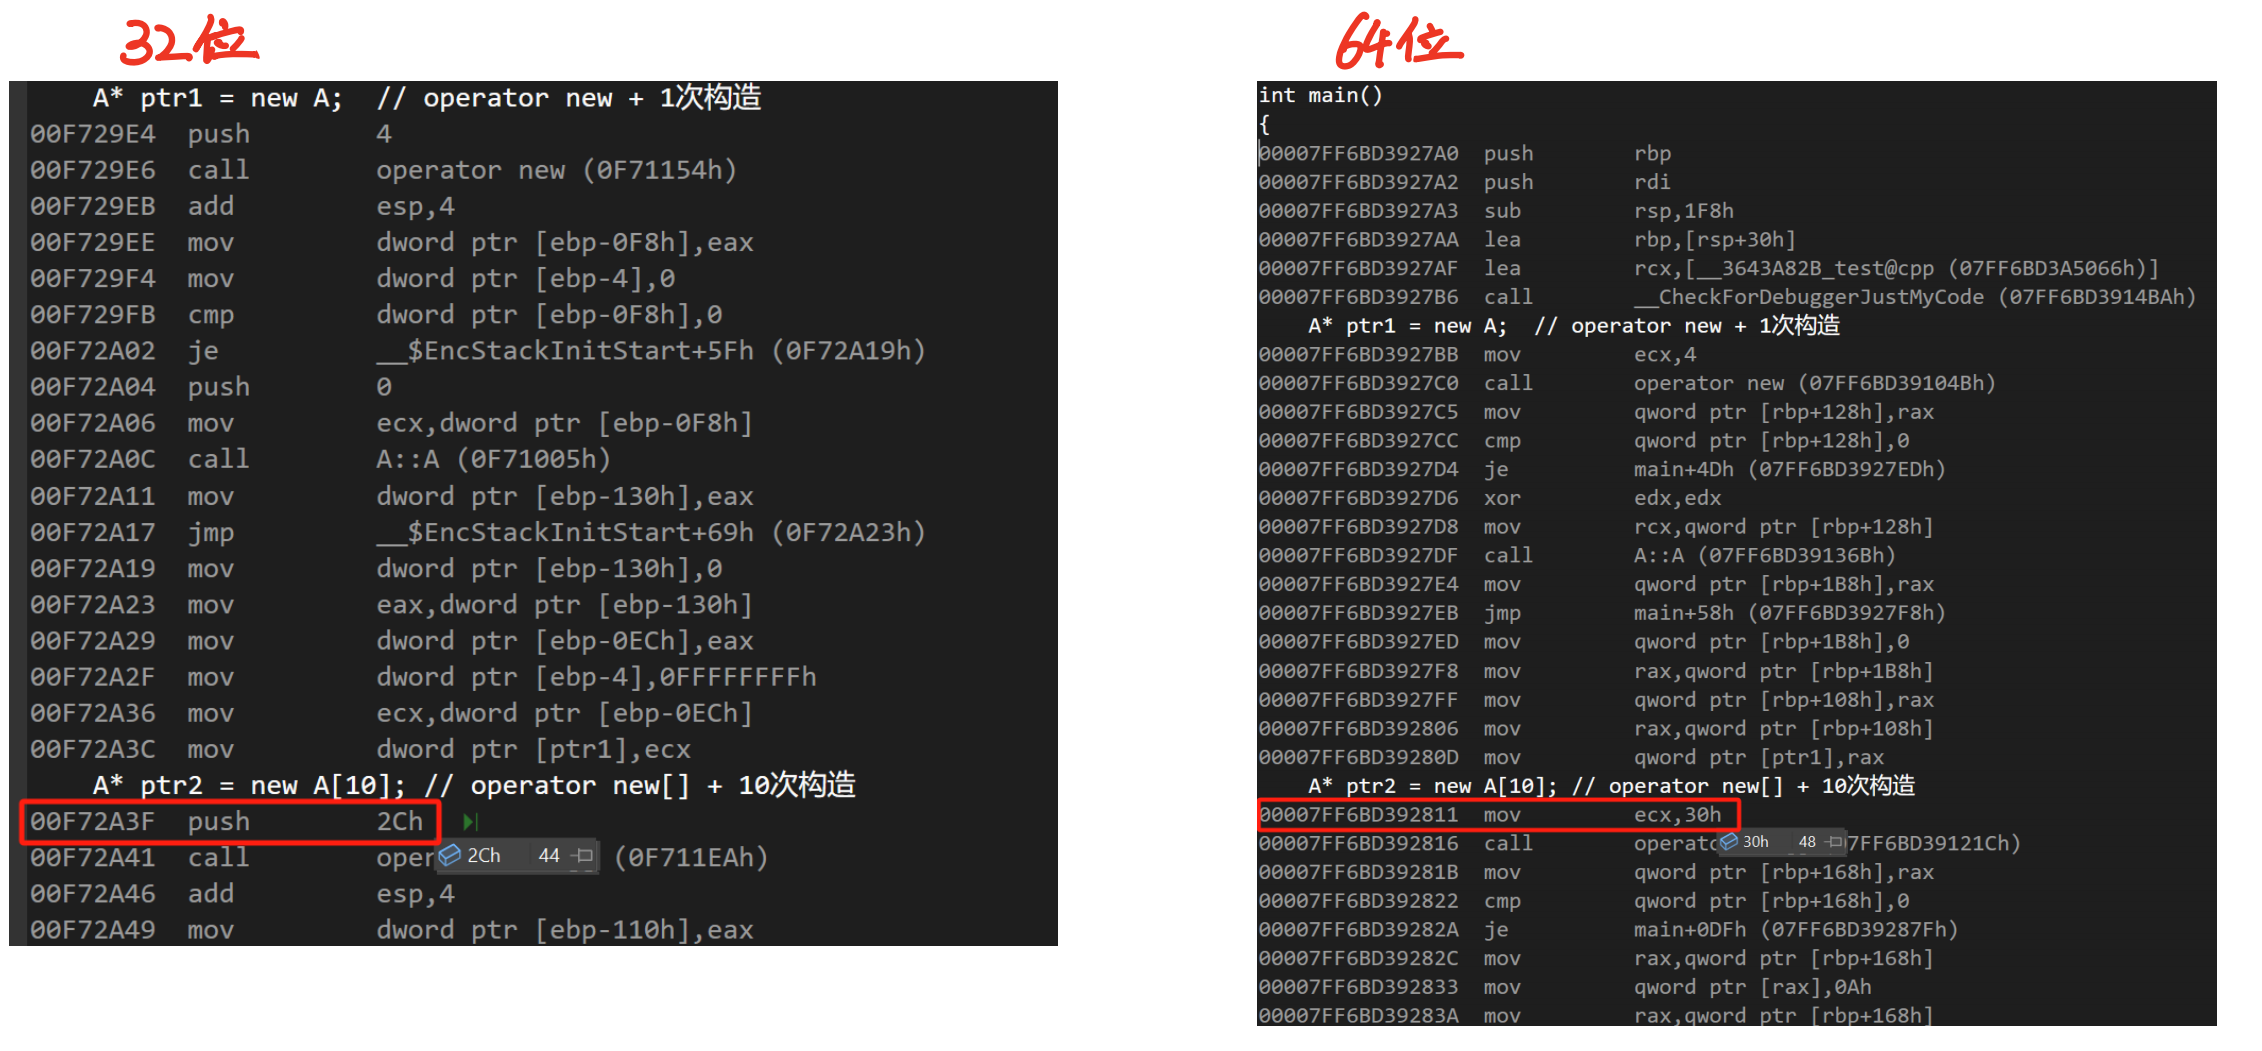 32位
A* ptr1 = new A;  // operator new + 1次构造
00F729E4  push        4
00F729E6  call        operator new (0F71154h)
00F729EB  add         esp,4
00F729EE  mov         dword ptr [ebp-0F8h],eax
00F729F4  mov         dword ptr [ebp-4],0
00F729FB  cmp         dword ptr [ebp-0F8h],0
00F72A02  je          __$EncStackInitStart+5Fh (0F72A19h)
00F72A04  push        0
00F72A06  mov         ecx,dword ptr [ebp-0F8h]
00F72A0C  call        A::A (0F71005h)
00F72A11  mov         dword ptr [ebp-130h],eax
00F72A17  jmp         __$EncStackInitStart+69h (0F72A23h)
00F72A19  mov         dword ptr [ebp-130h],0
00F72A23  mov         eax,dword ptr [ebp-130h]
00F72A29  mov         dword ptr [ebp-0ECh],eax
00F72A2F  mov         dword ptr [ebp-4],0FFFFFFFFh
00F72A36  mov         ecx,dword ptr [ebp-0ECh]
00F72A3C  mov         dword ptr [ptr1],ecx
A* ptr2 = new A[10]; // operator new[] + 10次构造
00F72A3F  push        2Ch
00F72A41  call        oper (0F711EAh)
2Ch 44
00F72A46  add         esp,4
00F72A49  mov         dword ptr [ebp-110h],eax
64位
int main()
{
00007FF6BD3927A0  push        rbp
00007FF6BD3927A2  push        rdi
00007FF6BD3927A3  sub         rsp,1F8h
00007FF6BD3927AA  lea         rbp,[rsp+30h]
00007FF6BD3927AF  lea         rcx,[__3643A82B_test@cpp (07FF6BD3A5066h)]
00007FF6BD3927B6  call        __CheckForDebuggerJustMyCode (07FF6BD3914BAh)
A* ptr1 = new A;  // operator new + 1次构造
00007FF6BD3927BB  mov         ecx,4
00007FF6BD3927C0  call        operator new (07FF6BD39104Bh)
00007FF6BD3927C5  mov         qword ptr [rbp+128h],rax
00007FF6BD3927CC  cmp         qword ptr [rbp+128h],0
00007FF6BD3927D4  je          main+4Dh (07FF6BD3927EDh)
00007FF6BD3927D6  xor         edx,edx
00007FF6BD3927D8  mov         rcx,qword ptr [rbp+128h]
00007FF6BD3927DF  call        A::A (07FF6BD39136Bh)
00007FF6BD3927E4  mov         qword ptr [rbp+1B8h],rax
00007FF6BD3927EB  jmp         main+58h (07FF6BD3927F8h)
00007FF6BD3927ED  mov         qword ptr [rbp+1B8h],0
00007FF6BD3927F8  mov         rax,qword ptr [rbp+1B8h]
00007FF6BD3927FF  mov         qword ptr [rbp+108h],rax
00007FF6BD392806  mov         rax,qword ptr [rbp+108h]
00007FF6BD39280D  mov         qword ptr [ptr1],rax
A* ptr2 = new A[10]; // operator new[] + 10次构造
00007FF6BD392811  mov         ecx,30h
00007FF6BD392816  call        operat 7FF6BD39121Ch)
30h 48
00007FF6BD39281B  mov         qword ptr [rbp+168h],rax
00007FF6BD392822  cmp         qword ptr [rbp+168h],0
00007FF6BD39282A  je          main+0DFh (07FF6BD39287Fh)
00007FF6BD39282C  mov         rax,qword ptr [rbp+168h]
00007FF6BD392833  mov         qword ptr [rax],0Ah
00007FF6BD39283A  mov         rax,qword ptr [rbp+168h]